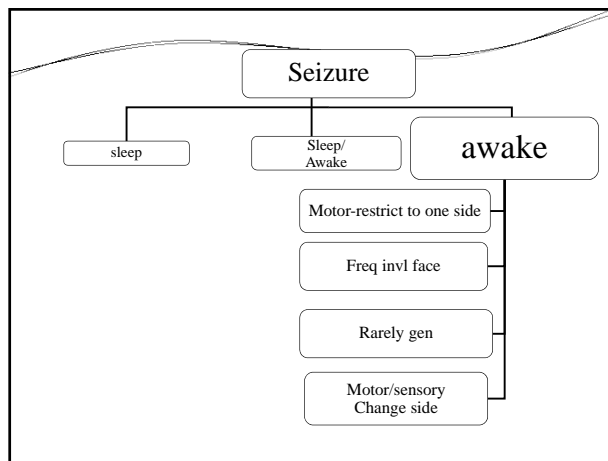 Seizure
sleep
Sleep/
Awake
awake
Motor-restrict to one side
Freq invl face
Rarely gen
Motor/sensory
Change side